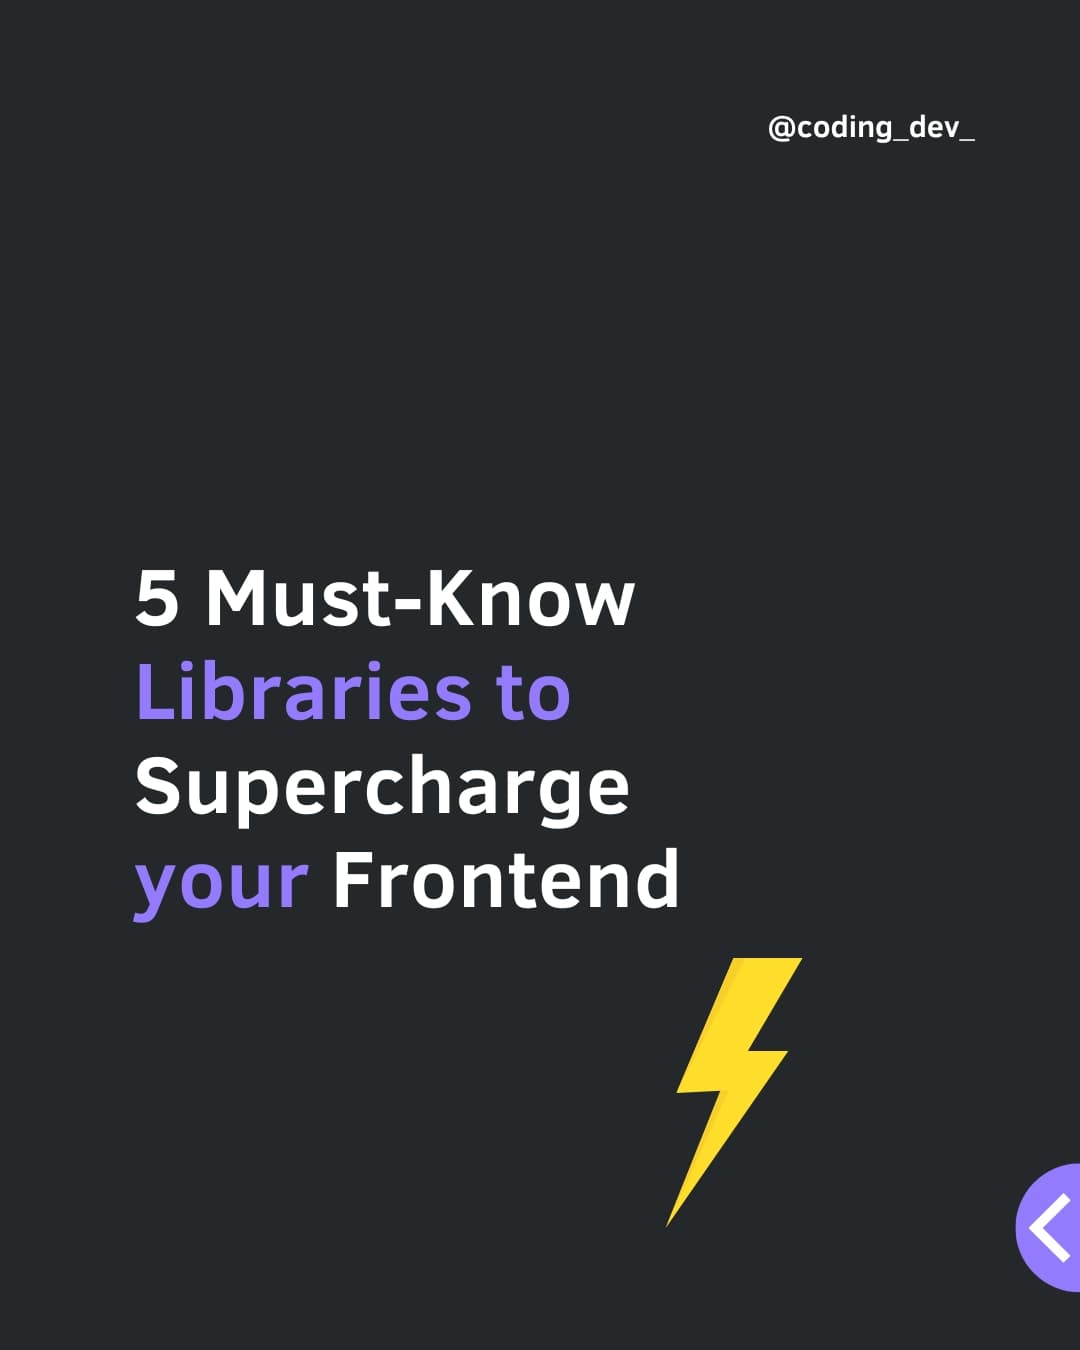 @coding_dev_
5 Must-Know
Libraries to
Supercharge
your Frontend